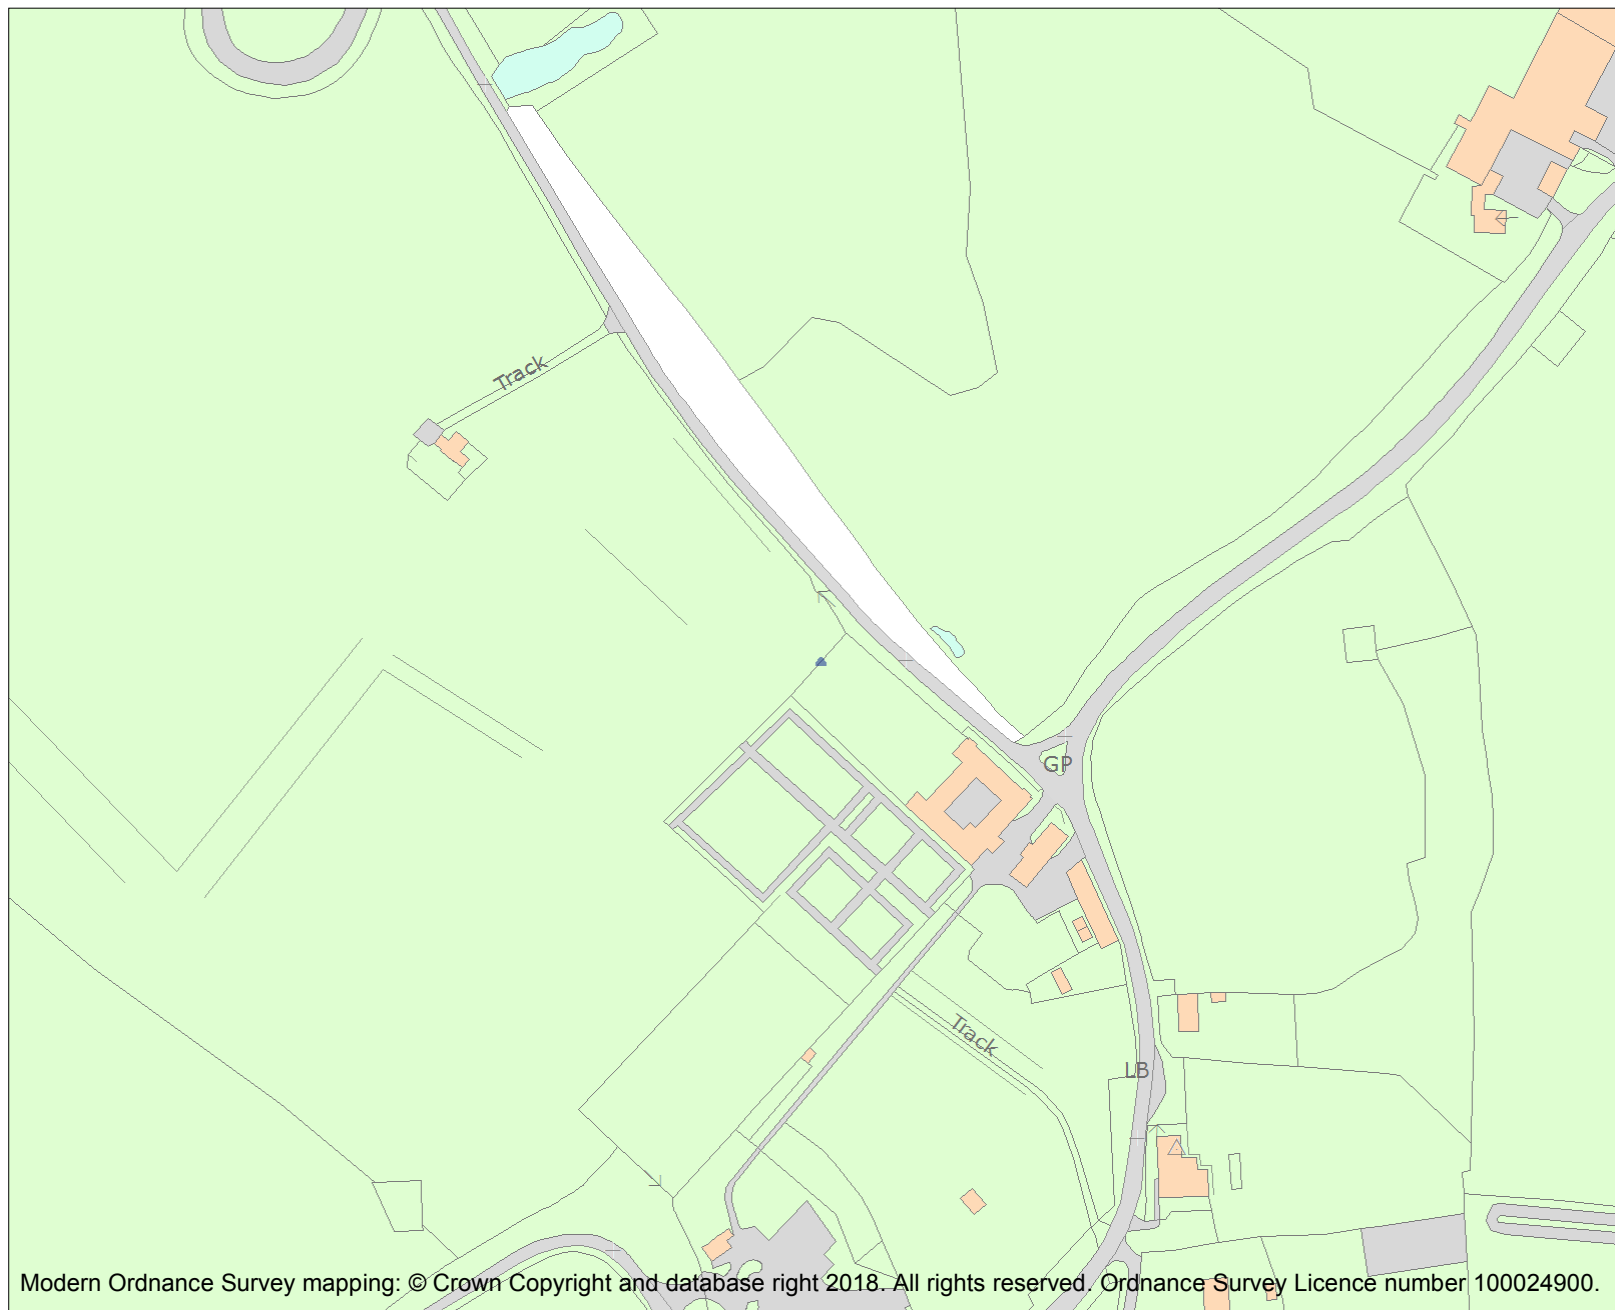 Track
GP
Track
LB
Modern Ordnance Survey mapping: © Crown Copyright and database right 2018. All rights reserved. Ordnance Survey Licence number 100024900.